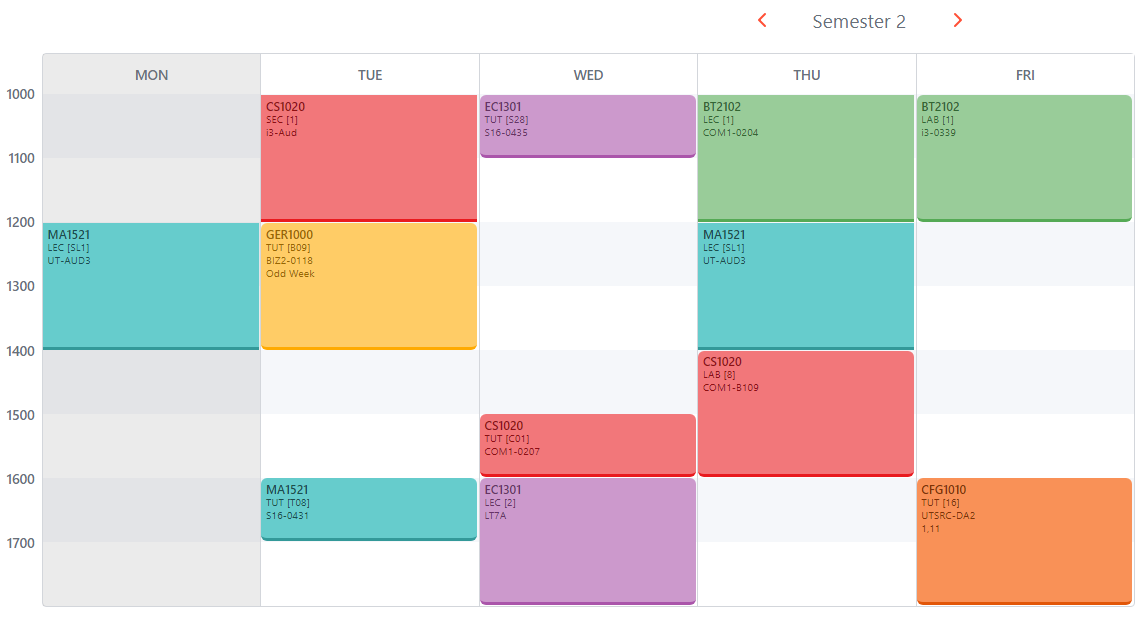 Semester 2
MON TUE WED THU FRI
1000
CS1020
SEC [1]
i3-Aud
EC1301
TUT [S28]
S16-0435
BT2102
LEC [1]
COM1-0204
BT2102
LAB [1]
i3-0339
1100
1200
MA1521
LEC [SL1]
UT-AUD3
GER1000
TUT [B09]
BIZ2-0118
Odd Week
MA1521
LEC [SL1]
UT-AUD3
1300
1400
CS1020
LAB [8]
COM1-B109
1500
CS1020
TUT [C01]
COM1-0207
1600
MA1521
TUT [T08]
S16-0431
EC1301
LEC [2]
LT7A
CFG1010
TUT [16]
UTSRC-DA2
1,11
1700